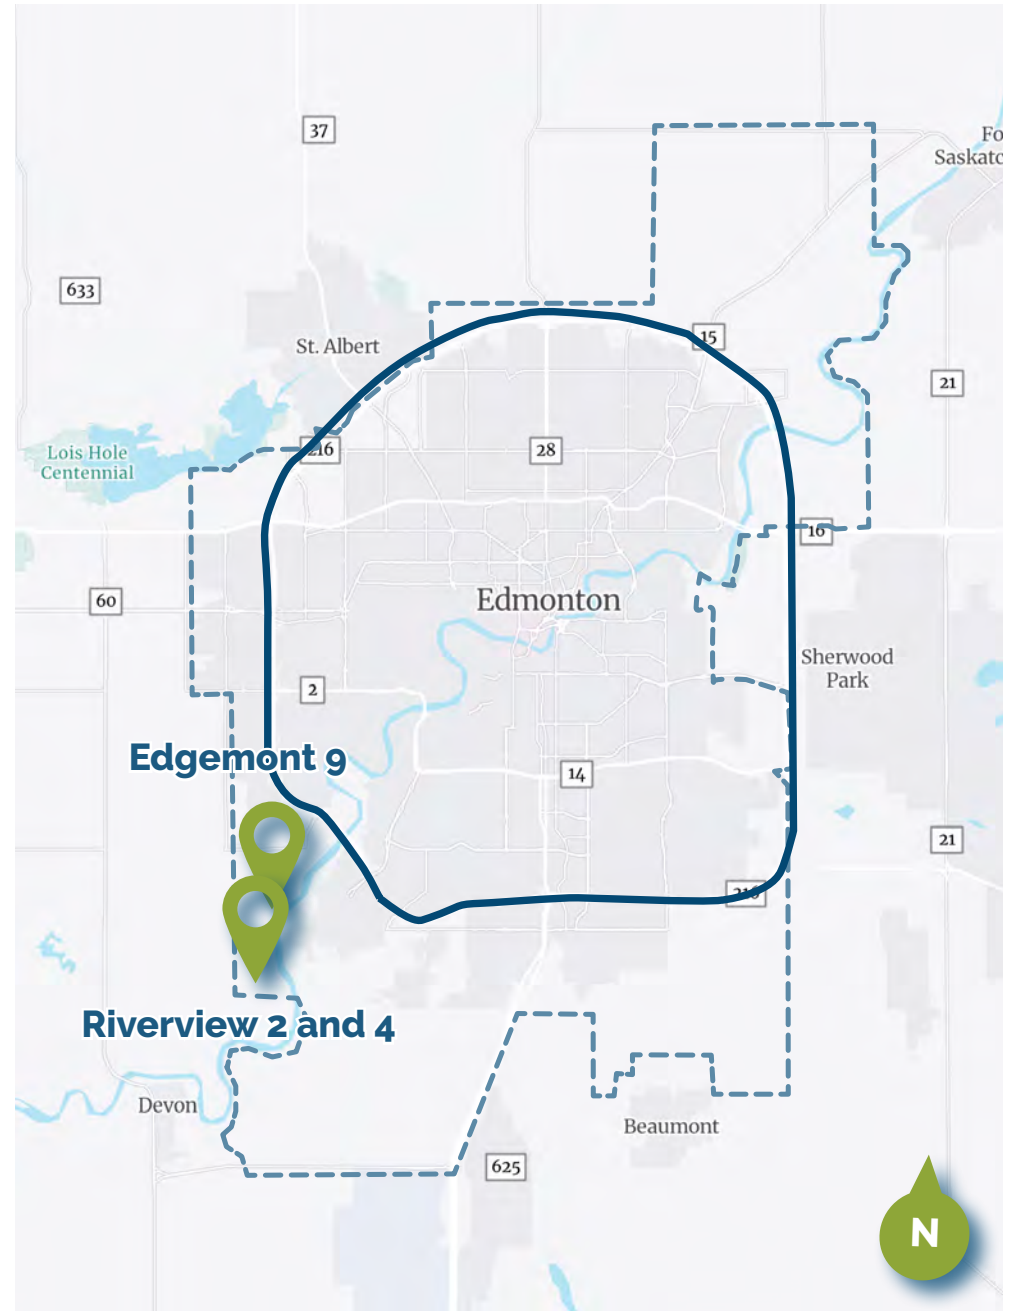 37
Fo
Saskatc
633
15
St. Albert
21
216
28
Lois Hole
Centennial
16
Edmonton
60
Sherwood
Park
2
Edgemont 9
14
21
216
Riverview 2 and 4
Devon
Beaumont
625
N